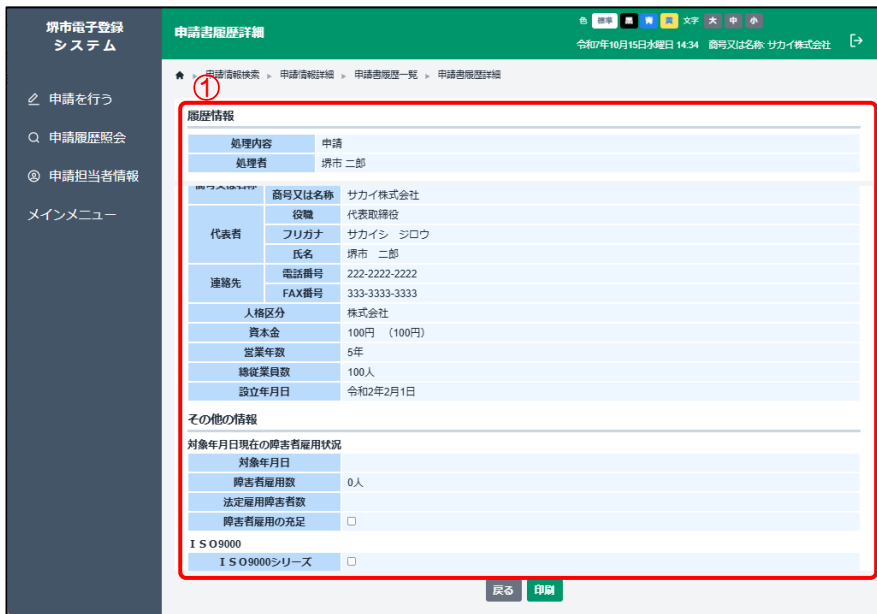 堺市電子登録
システム
申請を行う
申請履歴照会
申請担当者情報
メインメニュー
申請書履歴詳細
色 標準 黒 青 黄 文字 大 中 小
令和7年10月15日水曜日 14:34 商号又は名称: サカイ株式会社
申請情報検索 ▸ 申請情報詳細 ▸ 申請書履歴一覧 ▸ 申請書履歴詳細
①
履歴情報
処理内容 申請
処理者 堺市 二郎
商号又は名称 商号又は名称 サカイ株式会社
代表者 役職 代表取締役
フリガナ サカイシ ジロウ
氏名 堺市 二郎
連絡先 電話番号 222-2222-2222
FAX番号 333-3333-3333
人格区分 株式会社
資本金 100円 （100円）
営業年数 5年
総従業員数 100人
設立年月日 令和2年2月1日
その他の情報
対象年月日現在の障害者雇用状況
対象年月日
障害者雇用数 0人
法定雇用障害者数
障害者雇用の充足
ＩＳＯ9000
ＩＳＯ9000シリーズ
戻る 印刷